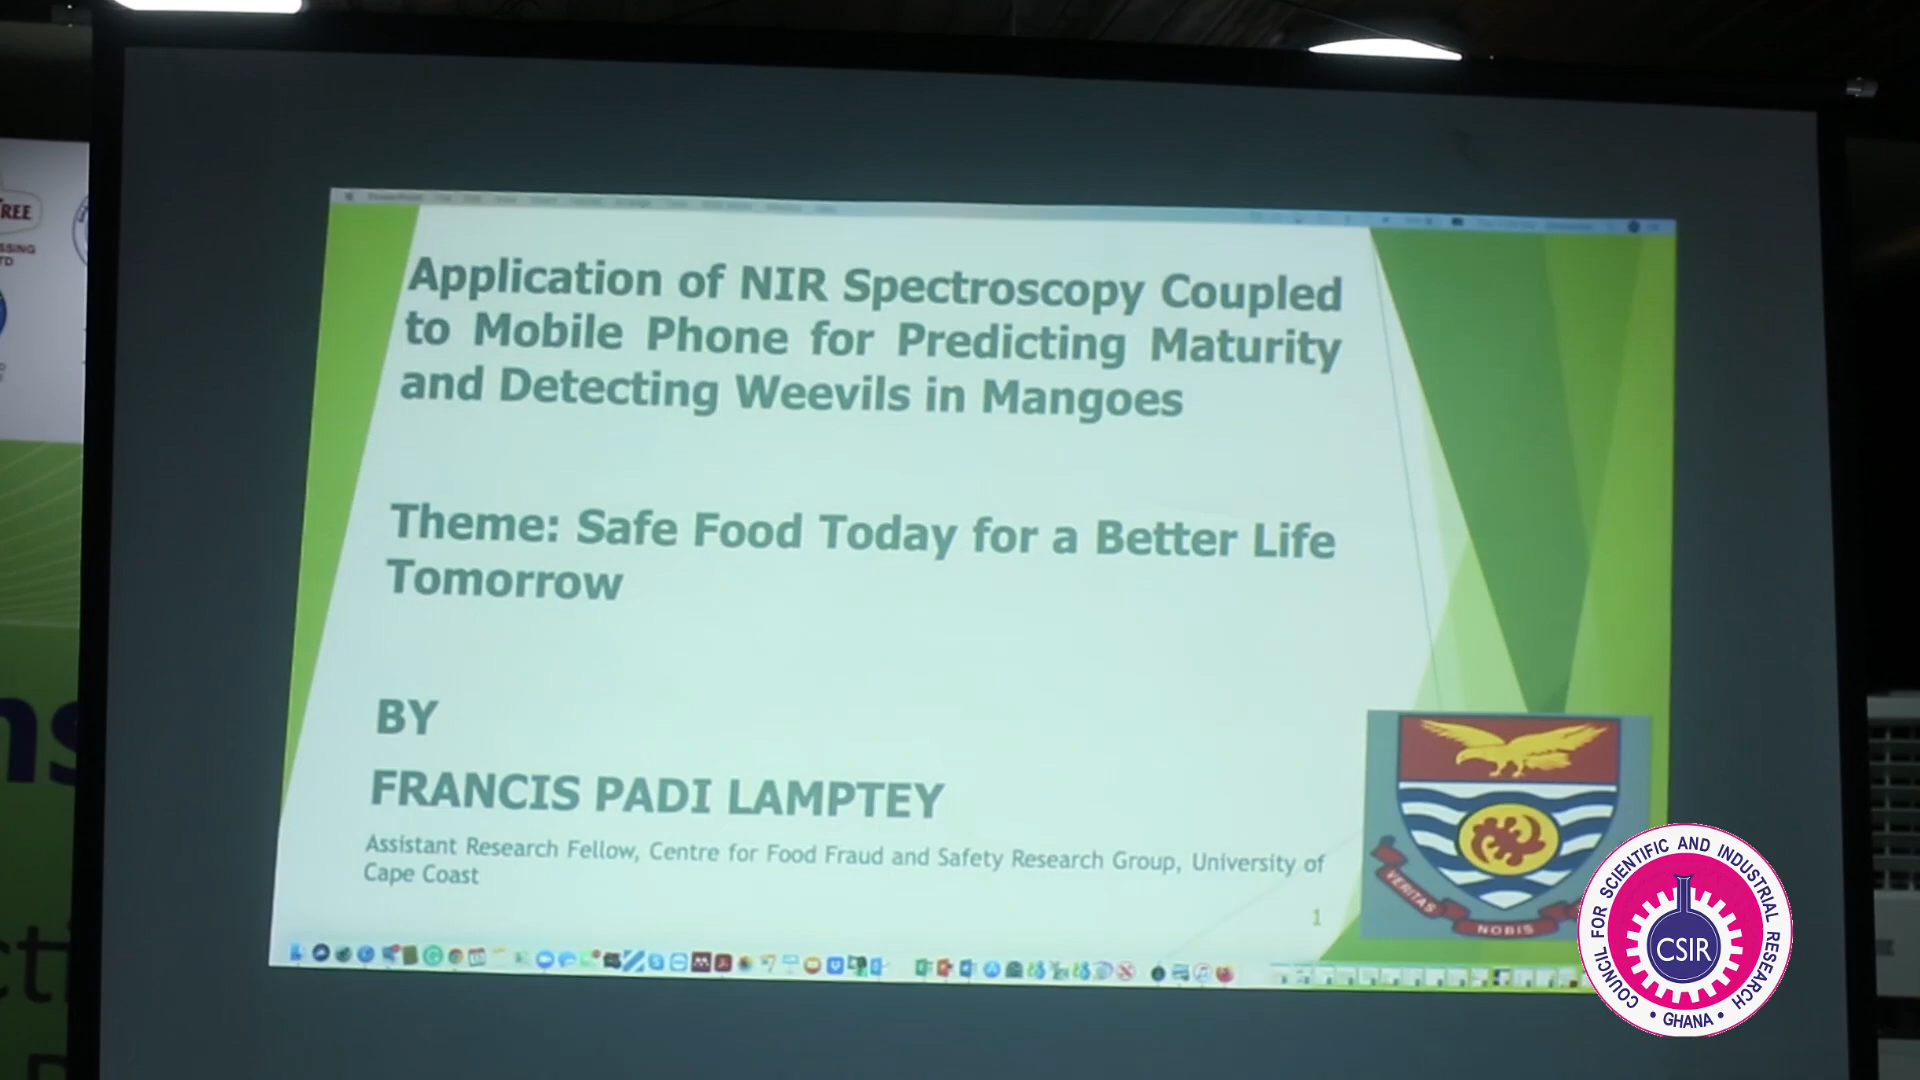 Application of NIR Spectroscopy Coupled
to Mobile Phone for Predicting Maturity
and Detecting Weevils in Mangoes
Theme: Safe Food Today for a Better Life
Tomorrow
BY
FRANCIS PADI LAMPTEY
Assistant Research Fellow, Centre for Food Fraud and Safety Research Group, University of
Cape Coast
1
VERITAS
NOBIS
COUNCIL FOR SCIENTIFIC AND INDUSTRIAL RESEARCH
CSIR
• GHANA •